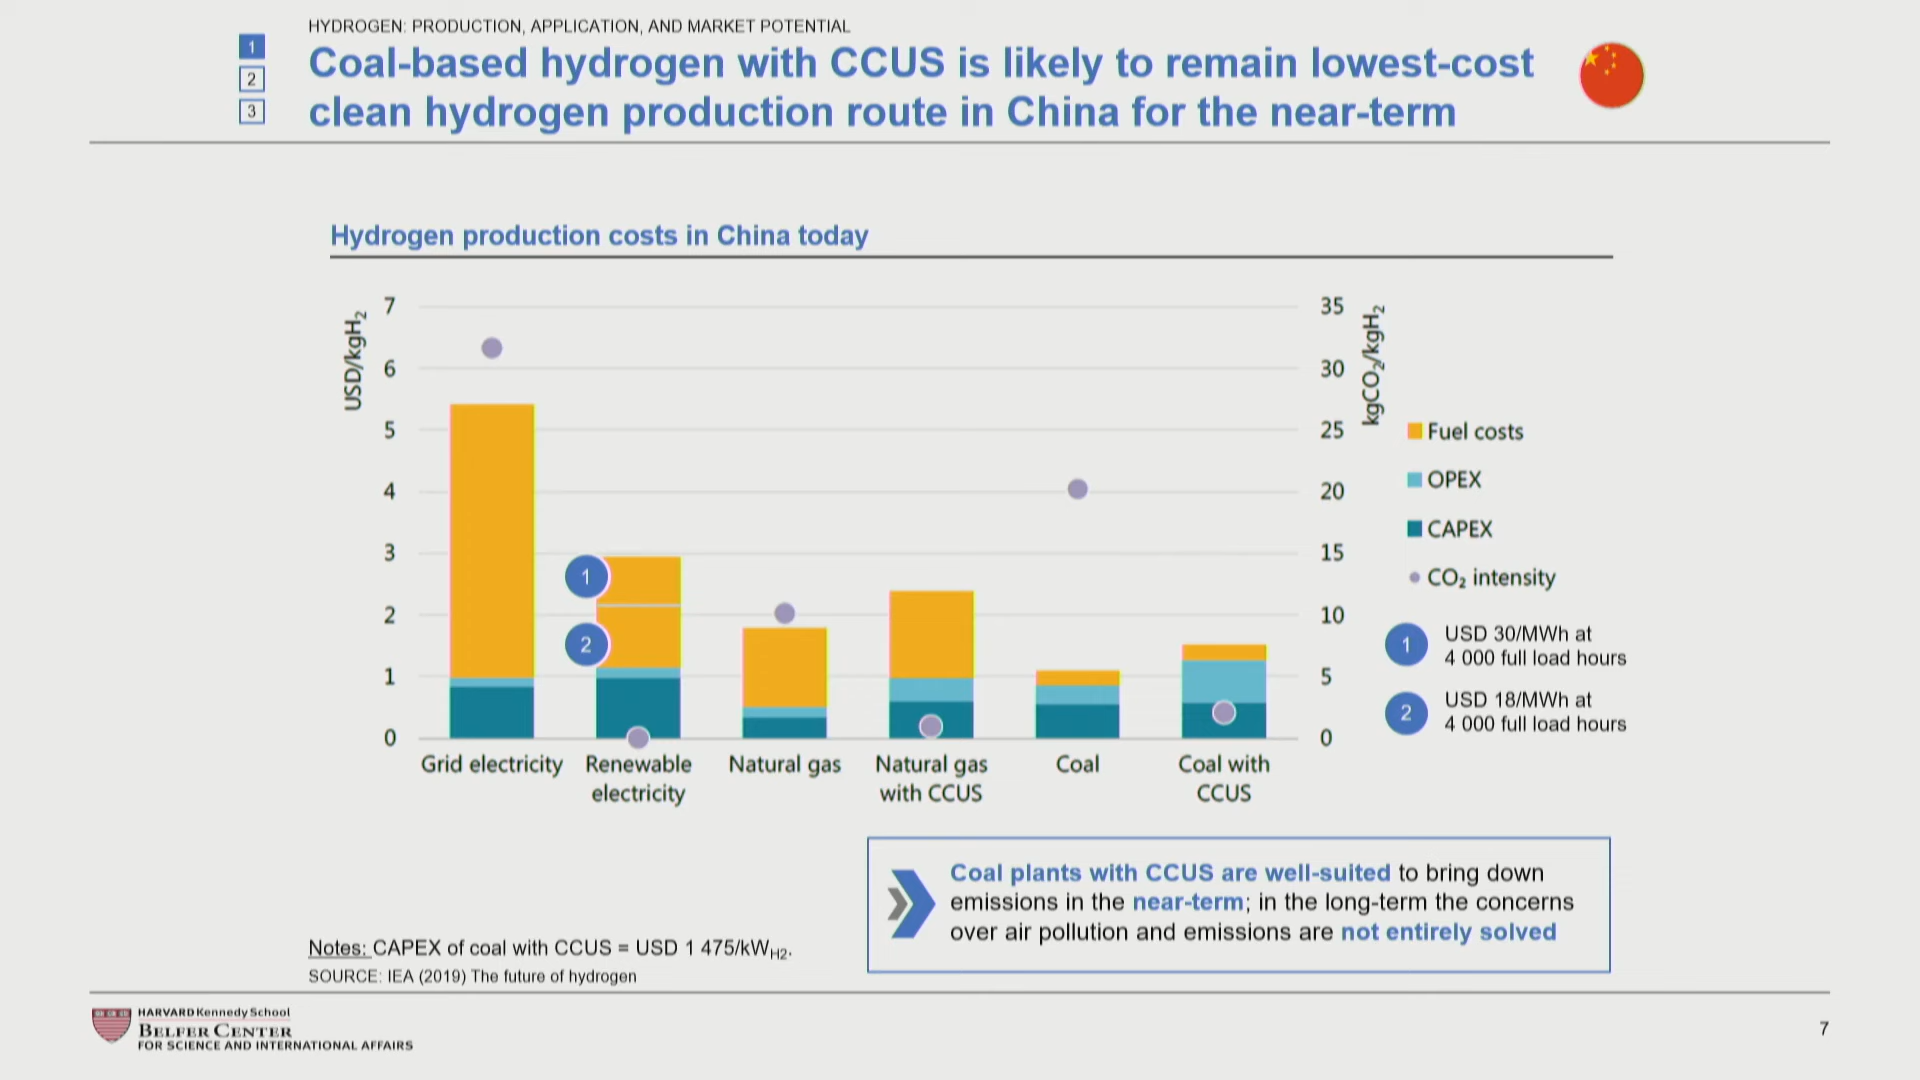 HYDROGEN: PRODUCTION, APPLICATION, AND MARKET POTENTIAL
1
2
3
Coal-based hydrogen with CCUS is likely to remain lowest-cost
clean hydrogen production route in China for the near-term
Hydrogen production costs in China today
USD/kgH₂
7
6
5
4
3
2
1
0
35
30
25
20
15
10
5
0
kgCO₂/kgH₂
1
2
Grid electricity
Renewable
electricity
Natural gas
Natural gas
with CCUS
Coal
Coal with
CCUS
Fuel costs
OPEX
CAPEX
CO₂ intensity
1 USD 30/MWh at
4 000 full load hours
2 USD 18/MWh at
4 000 full load hours
Coal plants with CCUS are well-suited to bring down
emissions in the near-term; in the long-term the concerns
over air pollution and emissions are not entirely solved
Notes: CAPEX of coal with CCUS = USD 1 475/kW_H2.
SOURCE: IEA (2019) The future of hydrogen
HARVARD Kennedy School
BELFER CENTER
FOR SCIENCE AND INTERNATIONAL AFFAIRS
7